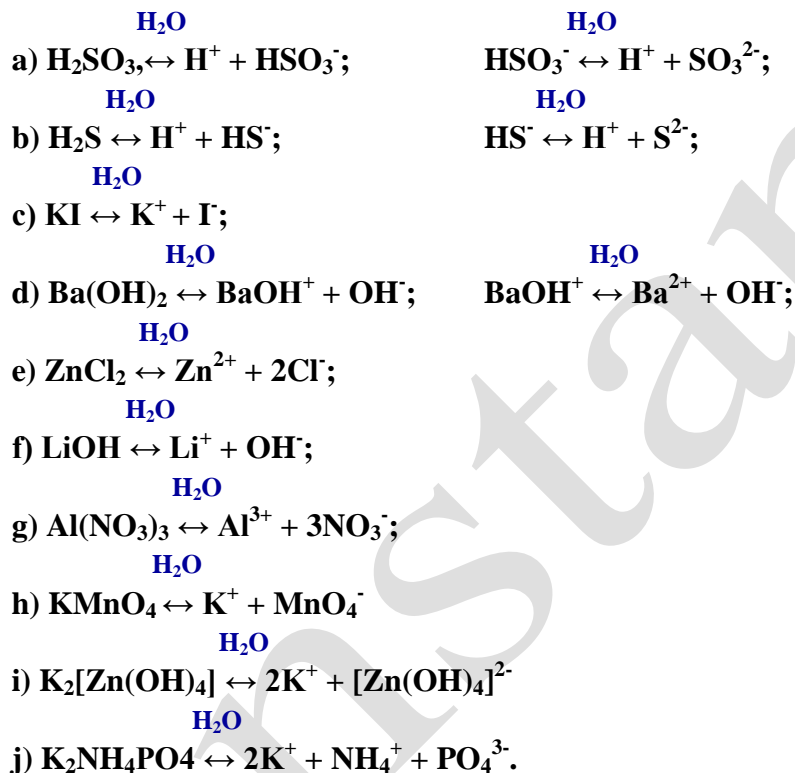 H₂O H₂O
a) H₂SO₃,↔ H⁺ + HSO₃⁻; HSO₃⁻ ↔ H⁺ + SO₃²⁻;
H₂O H₂O
b) H₂S ↔ H⁺ + HS⁻; HS⁻ ↔ H⁺ + S²⁻;
H₂O
c) KI ↔ K⁺ + I⁻;
H₂O H₂O
d) Ba(OH)₂ ↔ BaOH⁺ + OH⁻; BaOH⁺ ↔ Ba²⁺ + OH⁻;
H₂O
e) ZnCl₂ ↔ Zn²⁺ + 2Cl⁻;
H₂O
f) LiOH ↔ Li⁺ + OH⁻;
H₂O
g) Al(NO₃)₃ ↔ Al³⁺ + 3NO₃⁻;
H₂O
h) KMnO₄ ↔ K⁺ + MnO₄⁻
H₂O
i) K₂[Zn(OH)₄] ↔ 2K⁺ + [Zn(OH)₄]²⁻
H₂O
j) K₂NH₄PO4 ↔ 2K⁺ + NH₄⁺ + PO₄³⁻.